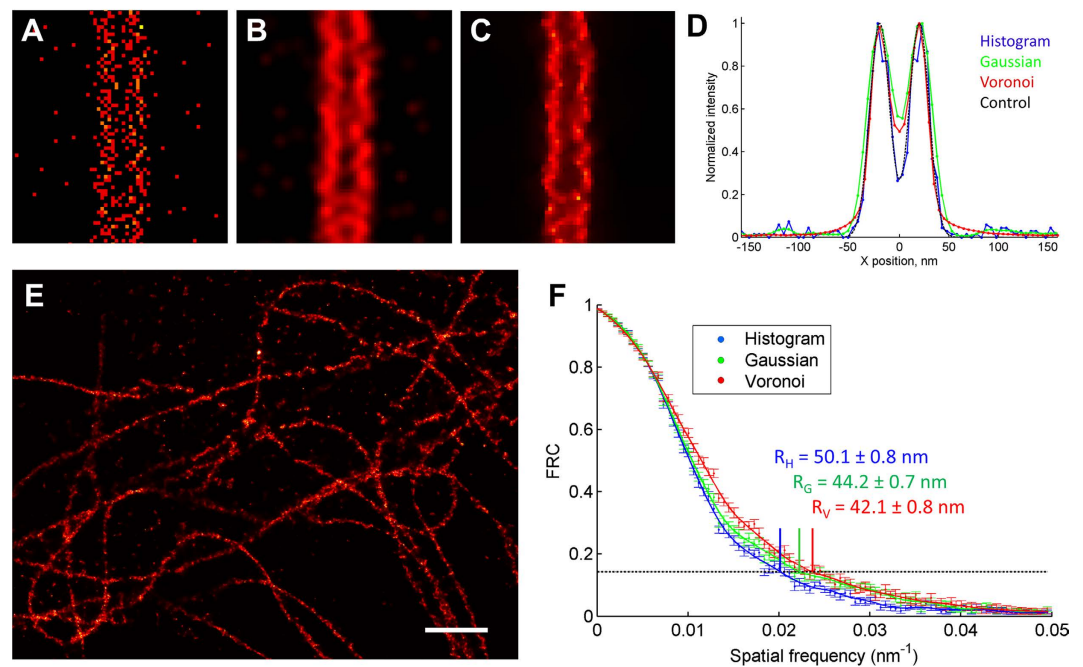 A
B
C
D
Histogram
Gaussian
Voronoi
Control
Normalized intensity
1
0.8
0.6
0.4
0.2
0
-150
-100
-50
0
50
100
150
X position, nm
E
F
Histogram
Gaussian
Voronoi
R_H = 50.1 ± 0.8 nm
R_G = 44.2 ± 0.7 nm
R_V = 42.1 ± 0.8 nm
FRC
1
0.8
0.6
0.4
0.2
0
0
0.01
0.02
0.03
0.04
0.05
Spatial frequency (nm⁻¹)